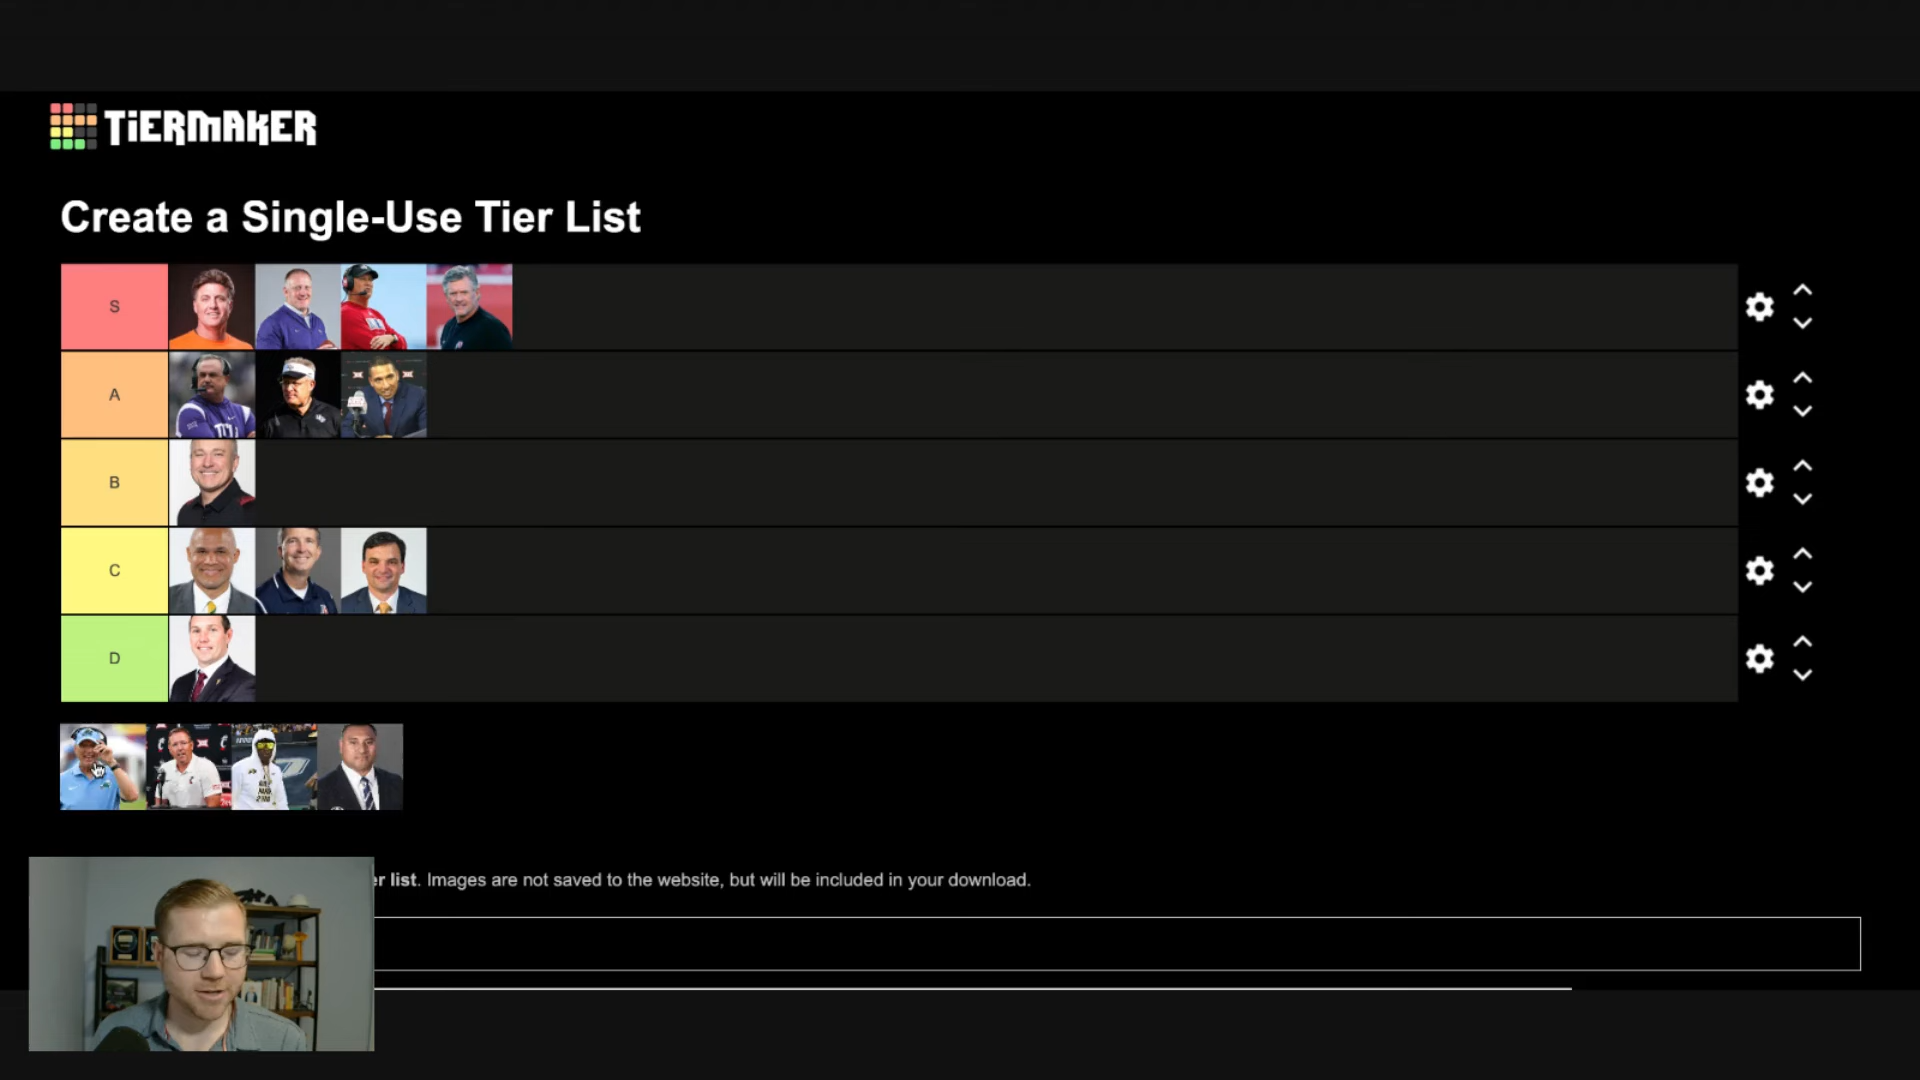 TiERMAKER
Create a Single-Use Tier List
S
A
B
C
D
er list. Images are not saved to the website, but will be included in your download.